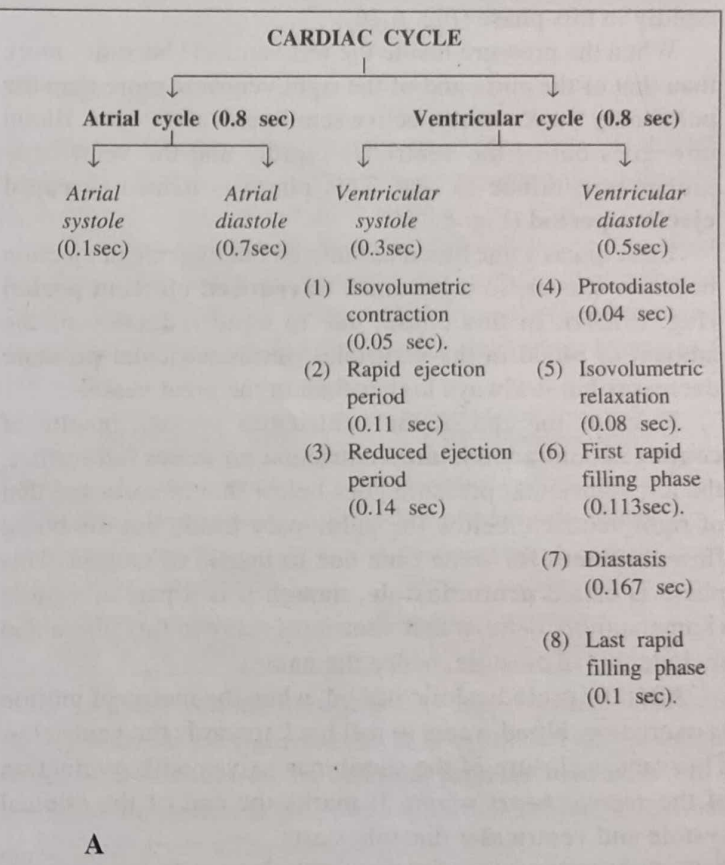 CARDIAC CYCLE
Atrial cycle (0.8 sec)
Ventricular cycle (0.8 sec)
Atrial
systole
(0.1sec)
Atrial
diastole
(0.7sec)
Ventricular
systole
(0.3sec)
Ventricular
diastole
(0.5sec)
(1) Isovolumetric
contraction
(0.05 sec).
(2) Rapid ejection
period
(0.11 sec)
(3) Reduced ejection
period
(0.14 sec)
(4) Protodiastole
(0.04 sec)
(5) Isovolumetric
relaxation
(0.08 sec).
(6) First rapid
filling phase
(0.113sec).
(7) Diastasis
(0.167 sec)
(8) Last rapid
filling phase
(0.1 sec).
A